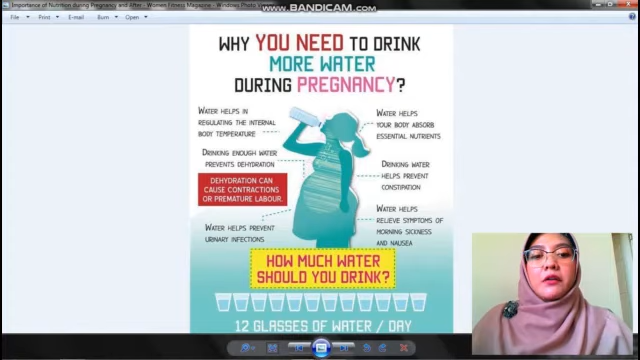 Importance of Nutrition during Pregnancy and After - Women Fitness Magazine - Windows Photo
www.BANDICAM.com
File Print E-mail Burn Open
WHY YOU NEED TO DRINK
MORE WATER
DURING PREGNANCY?
WATER HELPS IN
REGULATING THE INTERNAL
BODY TEMPERATURE
DRINKING ENOUGH WATER
PREVENTS DEHYDRATION
DEHYDRATION CAN
CAUSE CONTRACTIONS
OR PREMATURE LABOUR.
WATER HELPS PREVENT
URINARY INFECTIONS
WATER HELPS
YOUR BODY ABSORB
ESSENTIAL NUTRIENTS
DRINKING WATER
HELPS PREVENT
CONSTIPATION
WATER HELPS
RELIEVE SYMPTOMS OF
MORNING SICKNESS
AND NAUSEA
HOW MUCH WATER
SHOULD YOU DRINK?
12 GLASSES OF WATER / DAY